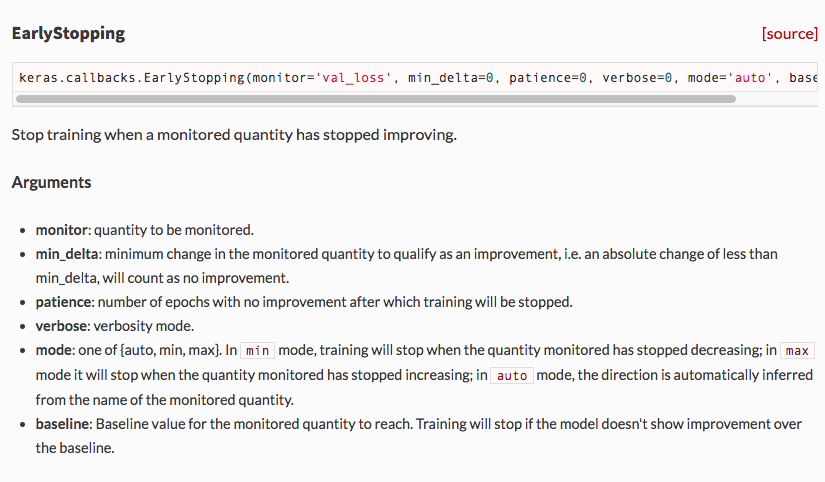 EarlyStopping [source]
keras.callbacks.EarlyStopping(monitor='val_loss', min_delta=0, patience=0, verbose=0, mode='auto', base
Stop training when a monitored quantity has stopped improving.
Arguments
• monitor: quantity to be monitored.
• min_delta: minimum change in the monitored quantity to qualify as an improvement, i.e. an absolute change of less than
min_delta, will count as no improvement.
• patience: number of epochs with no improvement after which training will be stopped.
• verbose: verbosity mode.
• mode: one of {auto, min, max}. In min mode, training will stop when the quantity monitored has stopped decreasing; in max
mode it will stop when the quantity monitored has stopped increasing; in auto mode, the direction is automatically inferred
from the name of the monitored quantity.
• baseline: Baseline value for the monitored quantity to reach. Training will stop if the model doesn't show improvement over
the baseline.